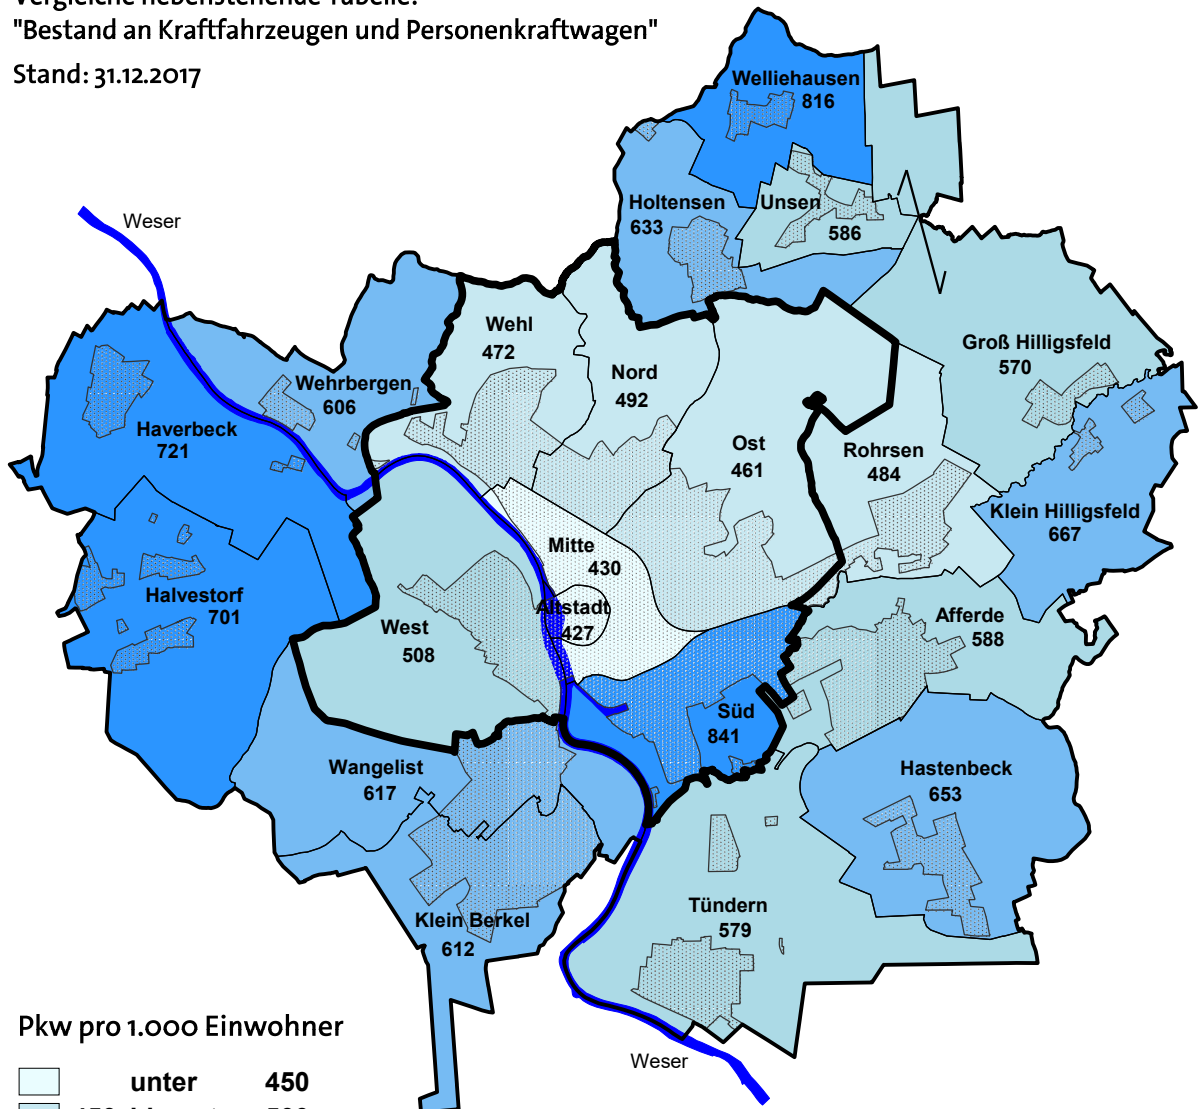 Vergleiche nebenstehende Tabelle:
"Bestand an Kraftfahrzeugen und Personenkraftwagen"
Stand: 31.12.2017
Welliehausen
816
Holtensen
633
Unsen
586
Weser
Wehl
472
Nord
492
Groß Hilligsfeld
570
Wehrbergen
606
Haverbeck
721
Ost
461
Rohrsen
484
Klein Hilligsfeld
667
Mitte
430
Halvestorf
701
Altstadt
427
West
508
Afferde
588
Süd
841
Wangelist
617
Hastenbeck
653
Tündern
579
Klein Berkel
612
Weser
Pkw pro 1.000 Einwohner
unter 450